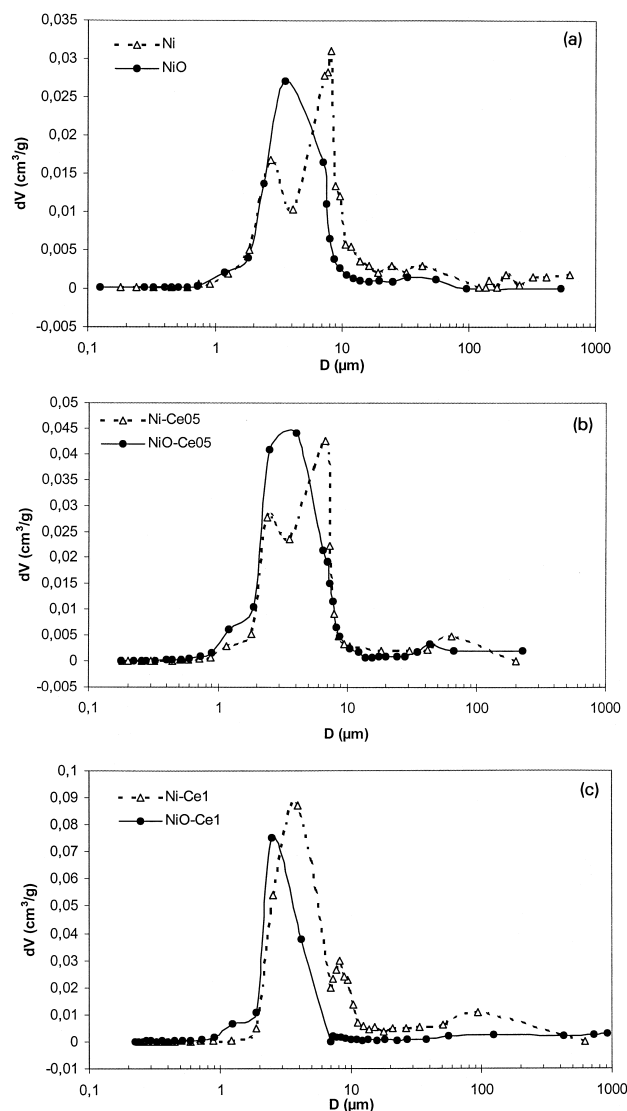 (a)
Ni
NiO
0,035
0,03
0,025
0,02
0,015
0,01
0,005
0
-0,005
dV (cm³/g)
0,1 1 10 100 1000
D (µm)
(b)
Ni-Ce05
NiO-Ce05
0,05
0,045
0,04
0,035
0,03
0,025
0,02
0,015
0,01
0,005
0
-0,005
dV (cm³/g)
0,1 1 10 100 1000
D (µm)
(c)
Ni-Ce1
NiO-Ce1
0,1
0,09
0,08
0,07
0,06
0,05
0,04
0,03
0,02
0,01
0
-0,01
dV (cm³/g)
0,1 1 10 100 1000
D (µm)